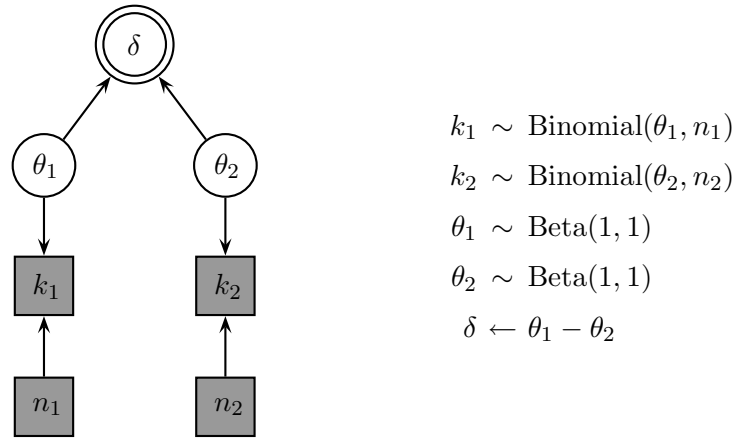 δ
θ₁ θ₂
k₁ k₂
n₁ n₂
k₁ ∼ Binomial(θ₁, n₁)
k₂ ∼ Binomial(θ₂, n₂)
θ₁ ∼ Beta(1, 1)
θ₂ ∼ Beta(1, 1)
δ ← θ₁ − θ₂